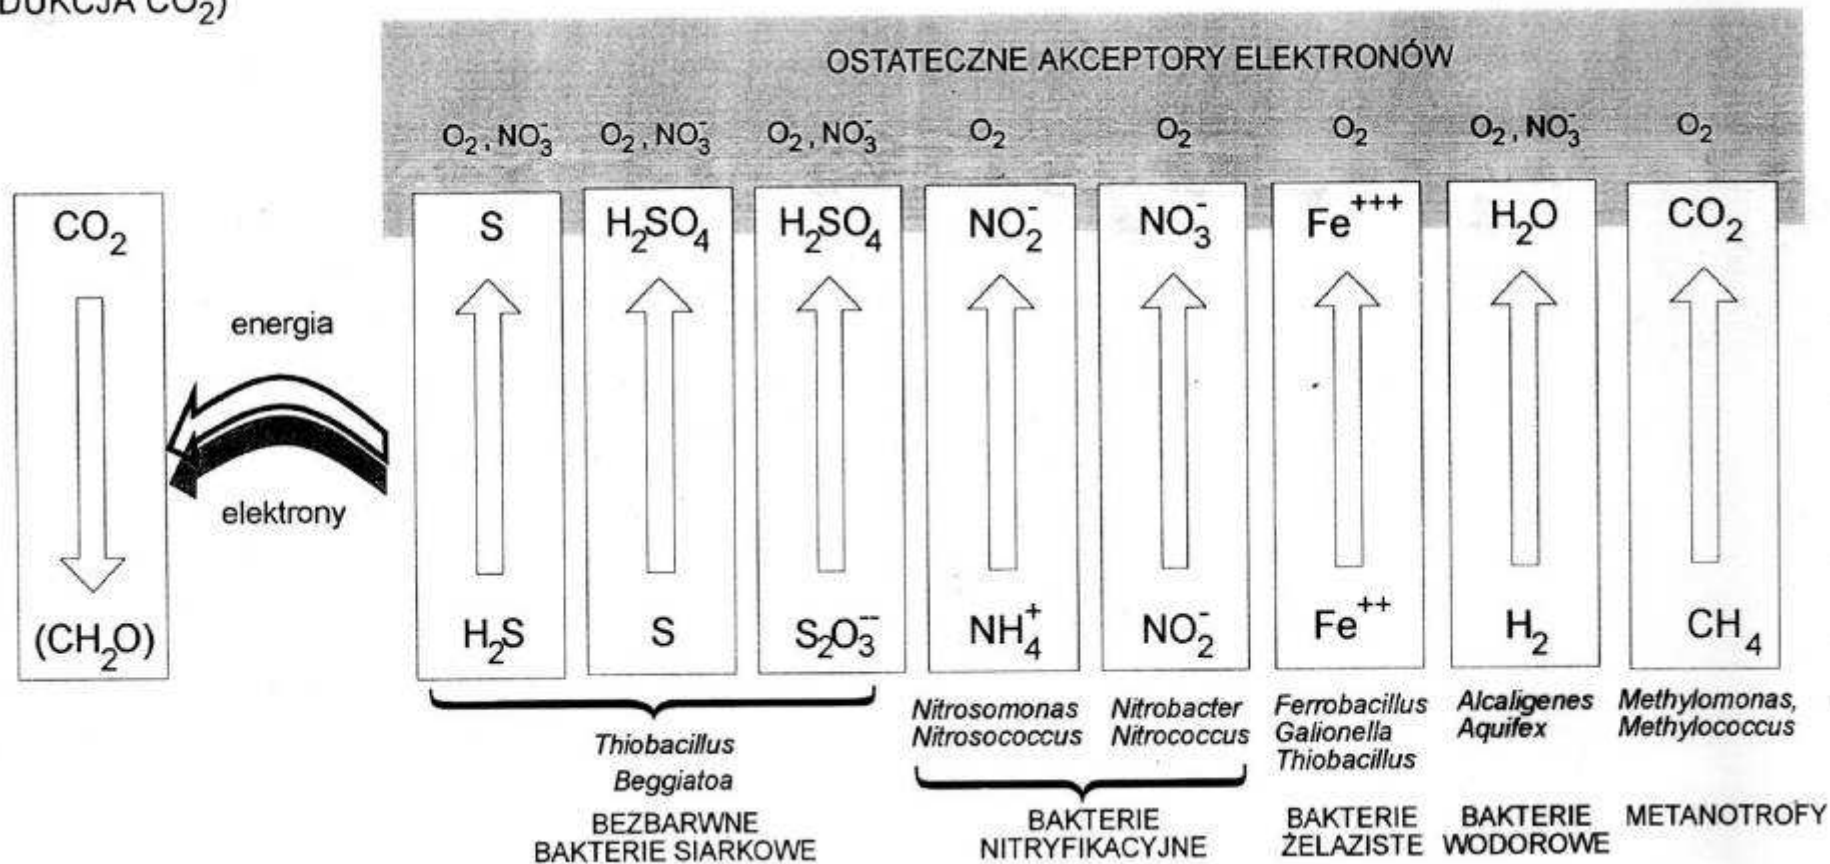 DUKCJA CO₂)
OSTATECZNE AKCEPTORY ELEKTRONÓW
O₂, NO₃⁻ O₂, NO₃⁻ O₂, NO₃⁻ O₂ O₂ O₂ O₂, NO₃⁻ O₂
CO₂ S H₂SO₄ H₂SO₄ NO₂⁻ NO₃⁻ Fe⁺⁺⁺ H₂O CO₂
energia
elektrony
(CH₂O) H₂S S S₂O₃⁻⁻ NH₄⁺ NO₂⁻ Fe⁺⁺ H₂ CH₄
Thiobacillus
Beggiatoa
BEZBARWNE
BAKTERIE SIARKOWE
Nitrosomonas
Nitrosococcus
Nitrobacter
Nitrococcus
BAKTERIE
NITRYFIKACYJNE
Ferrobacillus
Galionella
Thiobacillus
BAKTERIE
ŻELAZISTE
Alcaligenes
Aquifex
BAKTERIE
WODOROWE
Methylomonas,
Methylococcus
METANOTROFY